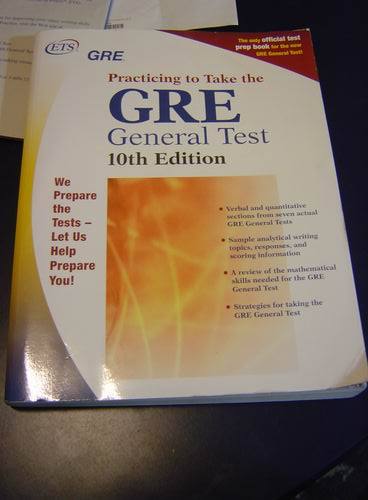 ETS
GRE
The only official test
prep book for the new
GRE General Test!
Practicing to Take the
GRE
General Test
10th Edition
We
Prepare
the
Tests –
Let Us
Help
Prepare
You!
• Verbal and quantitative
sections from seven actual
GRE General Tests
• Sample analytical writing
topics, responses, and
scoring information
• A review of the mathematical
skills needed for the GRE
General Test
• Strategies for taking the
GRE General Test